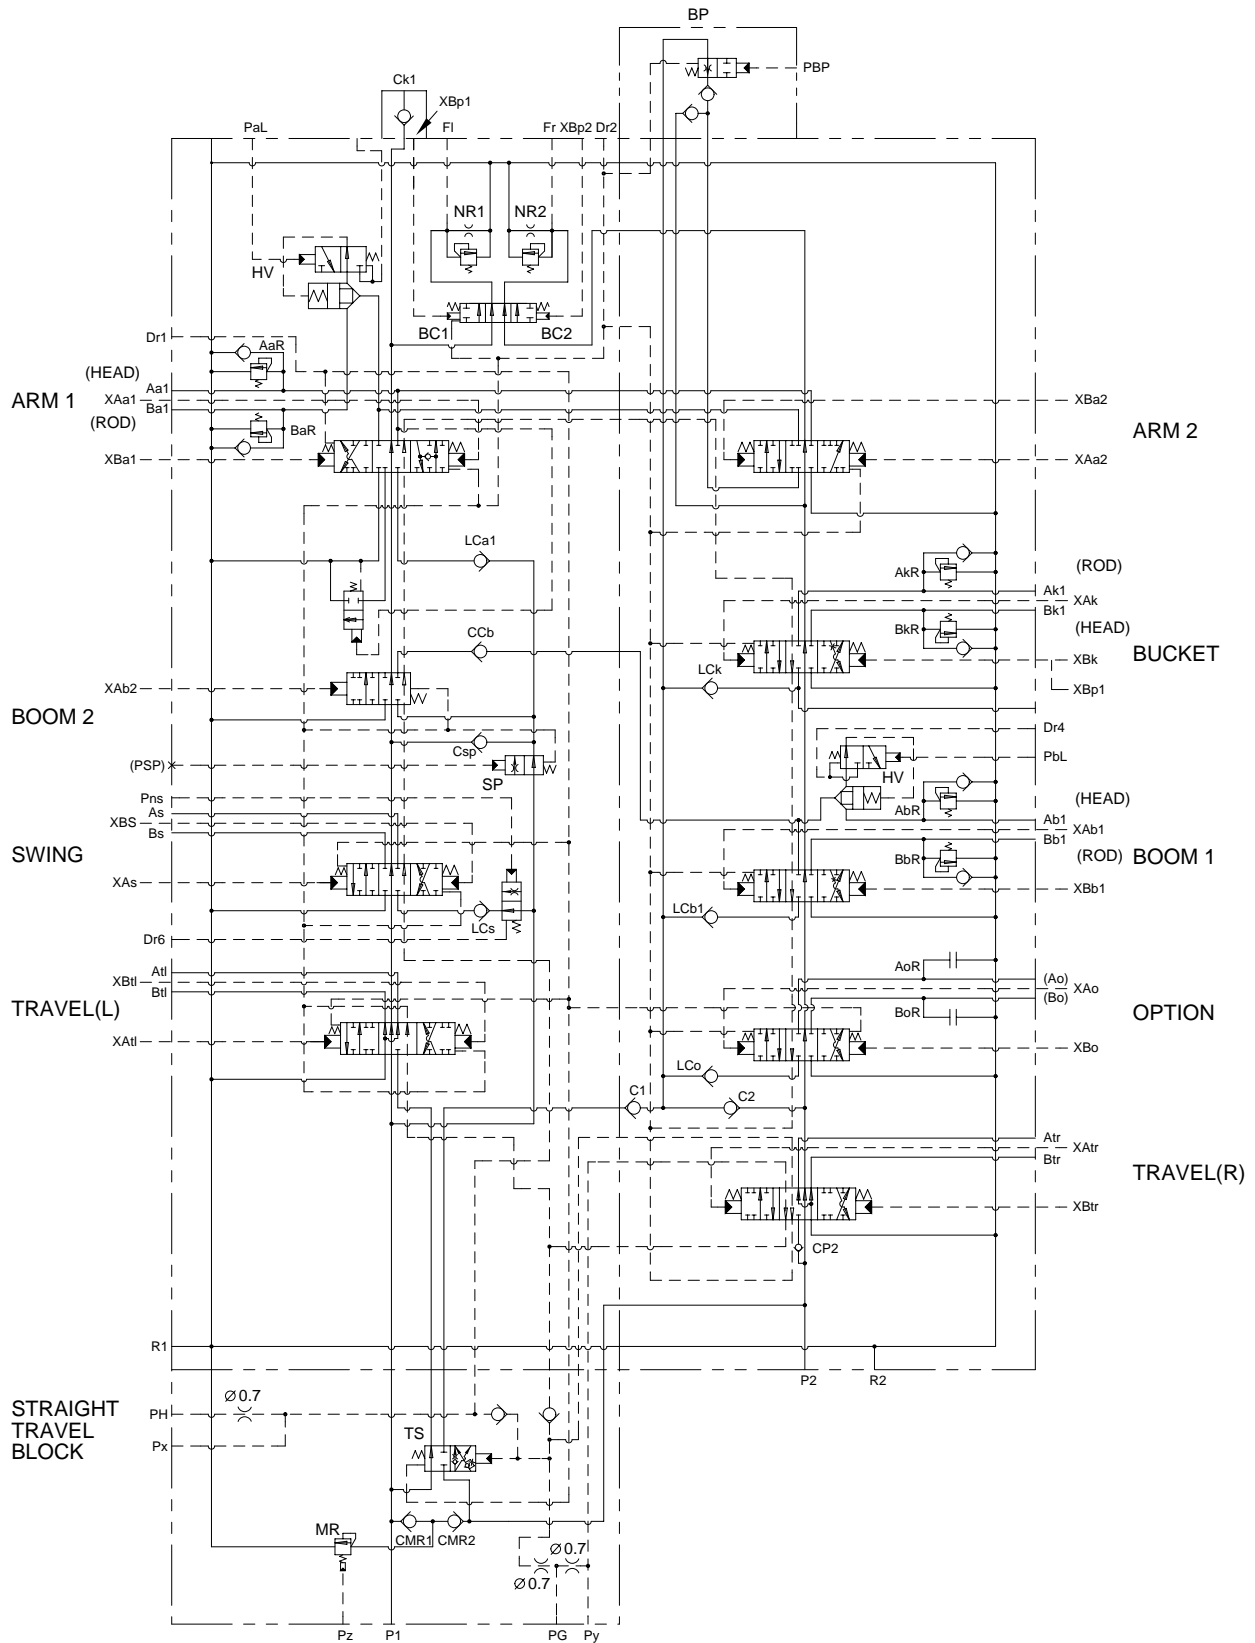 BP
PBP
Ck1
XBp1
PaL
Fl
Fr XBp2 Dr2
NR1
NR2
HV
BC1
BC2
Dr1
AaR
(HEAD)
Aa1
XAa1
ARM 1
Ba1
(ROD)
BaR
XBa1
XBa2
ARM 2
XAa2
LCa1
AkR
(ROD)
Ak1
XAk
Bk1
BkR
(HEAD)
CCb
BUCKET
XBk
LCk
XBp1
XAb2
BOOM 2
Dr4
Csp
(PSP)
PbL
SP
HV
Pns
As
XBS
Bs
SWING
XAs
(HEAD)
AbR
Ab1
XAb1
Bb1
BbR
(ROD)
BOOM 1
XBb1
LCs
LCb1
Dr6
Atl
XBtl
Btl
TRAVEL(L)
XAtl
AoR
(Ao)
XAo
(Bo)
BoR
OPTION
XBo
LCo
C1
C2
Atr
XAtr
Btr
TRAVEL(R)
XBtr
CP2
R1
P2
R2
STRAIGHT
TRAVEL
BLOCK
Ø0.7
PH
Px
TS
MR
CMR1
CMR2
Ø0.7
Ø0.7
Pz
P1
PG
Py